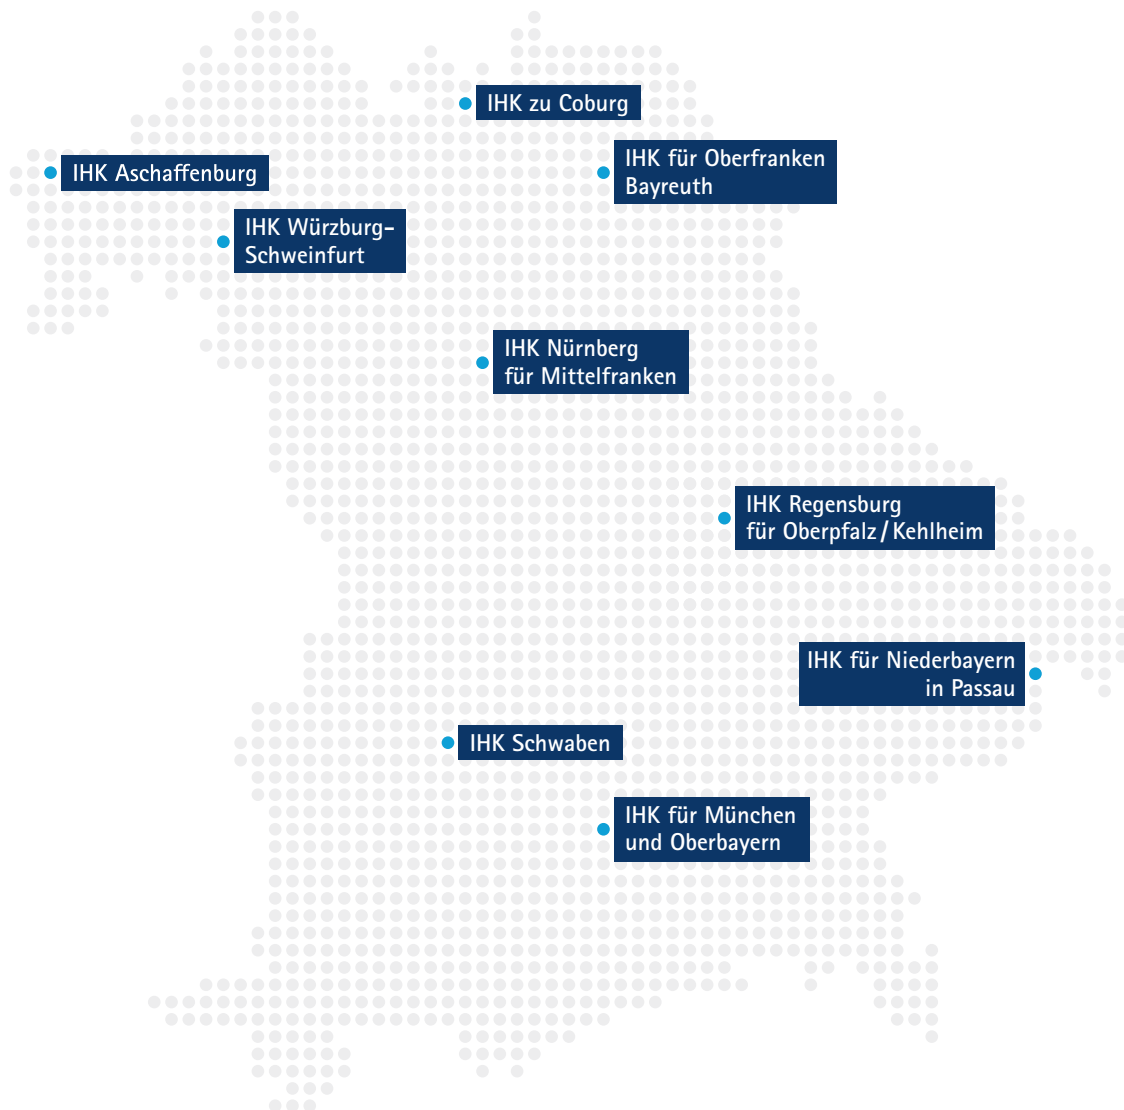 IHK zu Coburg
IHK für Oberfranken
Bayreuth
IHK Aschaffenburg
IHK Würzburg-
Schweinfurt
IHK Nürnberg
für Mittelfranken
IHK Regensburg
für Oberpfalz/Kehlheim
IHK für Niederbayern
in Passau
IHK Schwaben
IHK für München
und Oberbayern